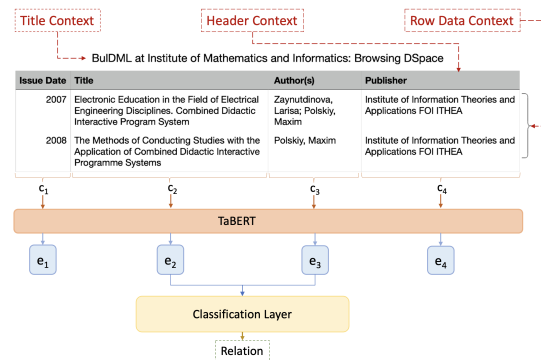 Title Context Header Context Row Data Context
BulDML at Institute of Mathematics and Informatics: Browsing DSpace
Issue Date Title Author(s) Publisher
2007 Electronic Education in the Field of Electrical Zaynutdinova, Institute of Information Theories and
Engineering Disciplines. Combined Didactic Larisa; Polskiy, Applications FOI ITHEA
Interactive Program System Maxim
2008 The Methods of Conducting Studies with the Polskiy, Maxim Institute of Information Theories and
Application of Combined Didactic Interactive Applications FOI ITHEA
Programme Systems
c1 c2 c3 c4
TaBERT
e1 e2 e3 e4
Classification Layer
Relation